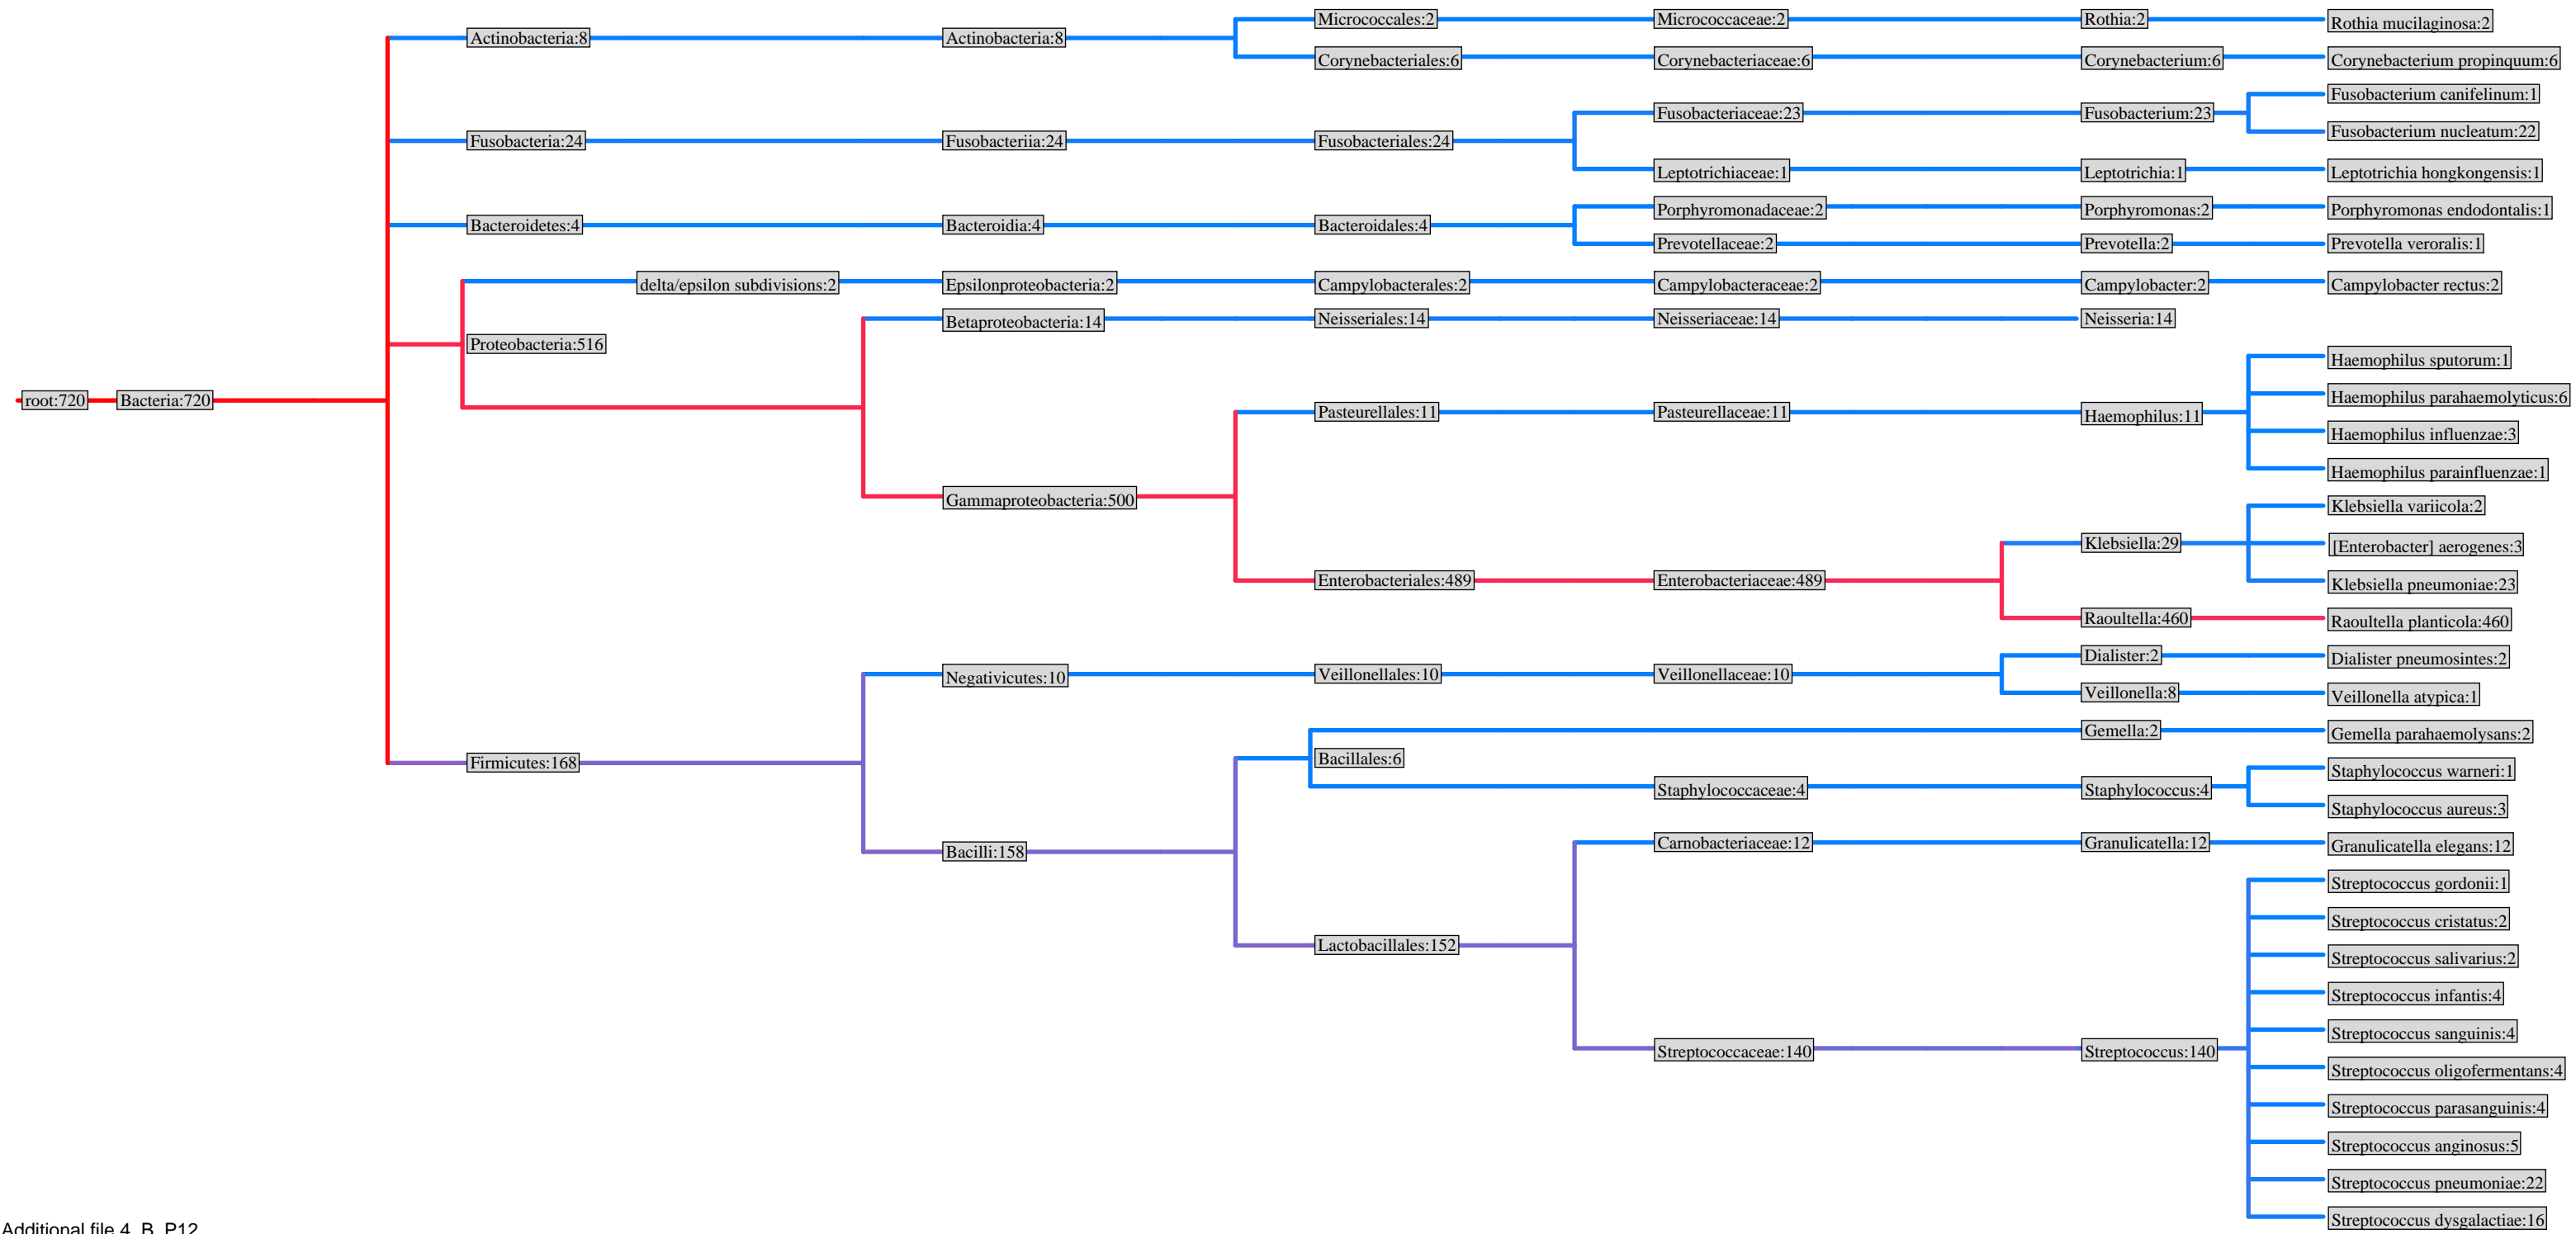 Micrococcales:2 Micrococcaceae:2 Rothia:2 Rothia mucilaginosa:2
Actinobacteria:8 Actinobacteria:8
Corynebacteriales:6 Corynebacteriaceae:6 Corynebacterium:6 Corynebacterium propinquum:6
Fusobacterium canifelinum:1
Fusobacteriaceae:23 Fusobacterium:23
Fusobacterium nucleatum:22
Fusobacteria:24 Fusobacteriia:24 Fusobacteriales:24
Leptotrichiaceae:1 Leptotrichia:1 Leptotrichia hongkongensis:1
Porphyromonadaceae:2 Porphyromonas:2 Porphyromonas endodontalis:1
Bacteroidetes:4 Bacteroidia:4 Bacteroidales:4
Prevotellaceae:2 Prevotella:2 Prevotella veroralis:1
delta/epsilon subdivisions:2 Epsilonproteobacteria:2 Campylobacterales:2 Campylobacteraceae:2 Campylobacter:2 Campylobacter rectus:2
Betaproteobacteria:14 Neisseriales:14 Neisseriaceae:14 Neisseria:14
Proteobacteria:516
Haemophilus sputorum:1
Haemophilus parahaemolyticus:6
root:720 Bacteria:720
Pasteurellales:11 Pasteurellaceae:11 Haemophilus:11
Haemophilus influenzae:3
Haemophilus parainfluenzae:1
Gammaproteobacteria:500
Klebsiella variicola:2
Klebsiella:29 [Enterobacter] aerogenes:3
Enterobacteriales:489 Enterobacteriaceae:489 Klebsiella pneumoniae:23
Raoultella:460 Raoultella planticola:460
Dialister:2 Dialister pneumosintes:2
Negativicutes:10 Veillonellales:10 Veillonellaceae:10
Veillonella:8 Veillonella atypica:1
Gemella:2 Gemella parahaemolysans:2
Firmicutes:168 Bacillales:6
Staphylococcus warneri:1
Staphylococcaceae:4 Staphylococcus:4
Staphylococcus aureus:3
Bacilli:158 Carnobacteriaceae:12 Granulicatella:12 Granulicatella elegans:12
Streptococcus gordonii:1
Streptococcus cristatus:2
Lactobacillales:152 Streptococcus salivarius:2
Streptococcus infantis:4
Streptococcus sanguinis:4
Streptococcaceae:140 Streptococcus:140
Streptococcus oligofermentans:4
Streptococcus parasanguinis:4
Streptococcus anginosus:5
Streptococcus pneumoniae:22
Streptococcus dysgalactiae:16
Additional file 4 B P12